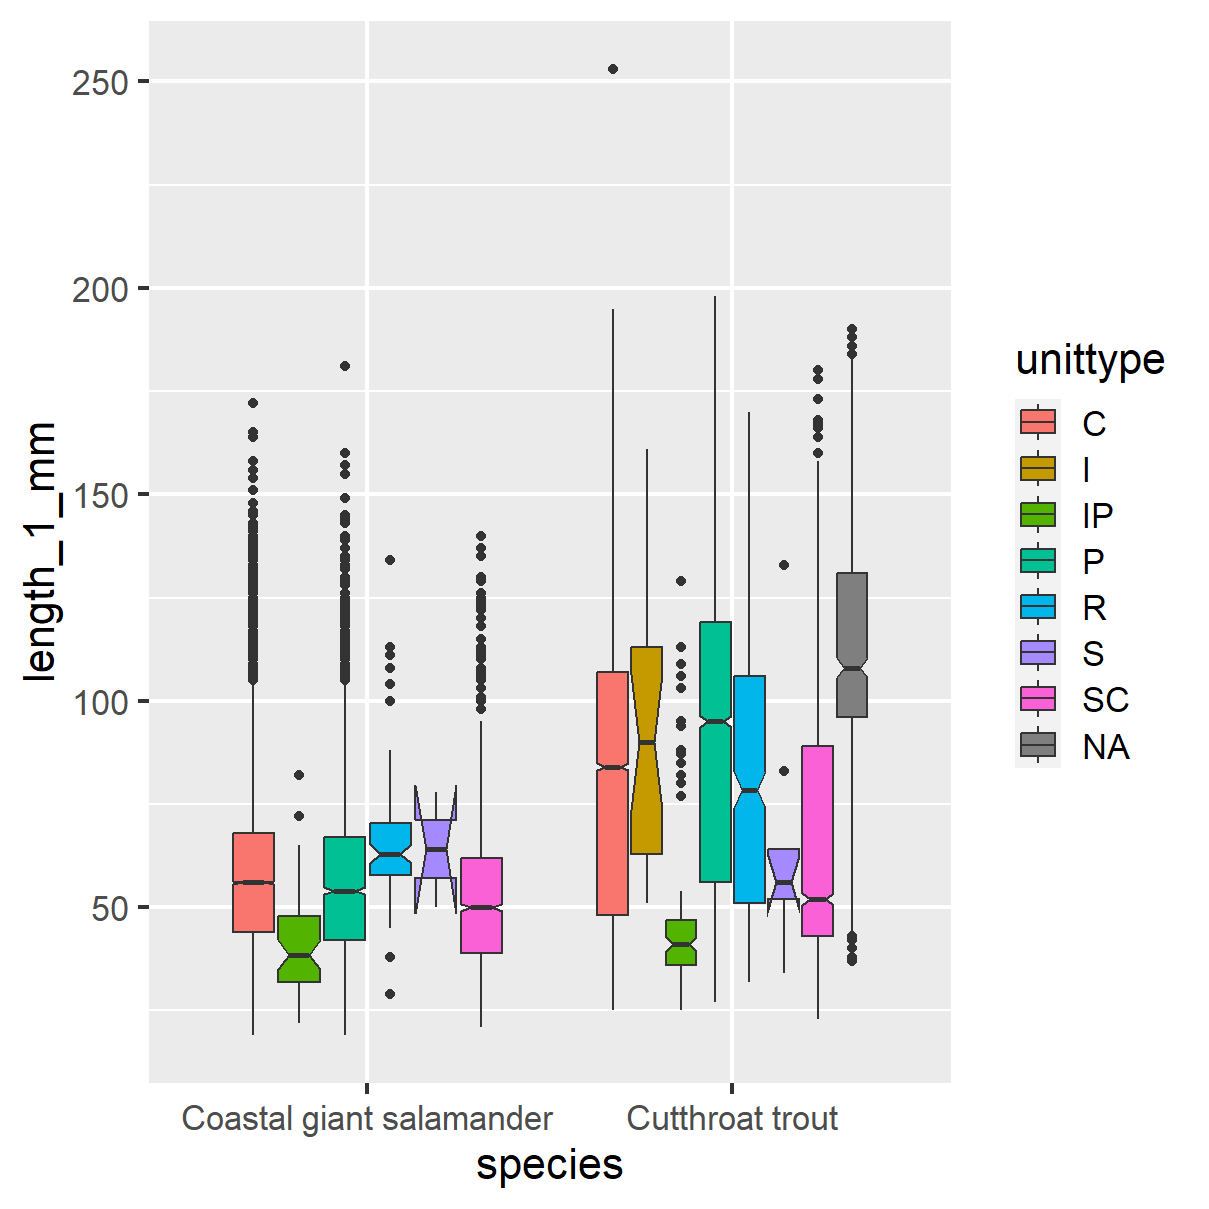 250
200
150
100
50
length_1_mm
Coastal giant salamander
Cutthroat trout
species
unittype
C
I
IP
P
R
S
SC
NA